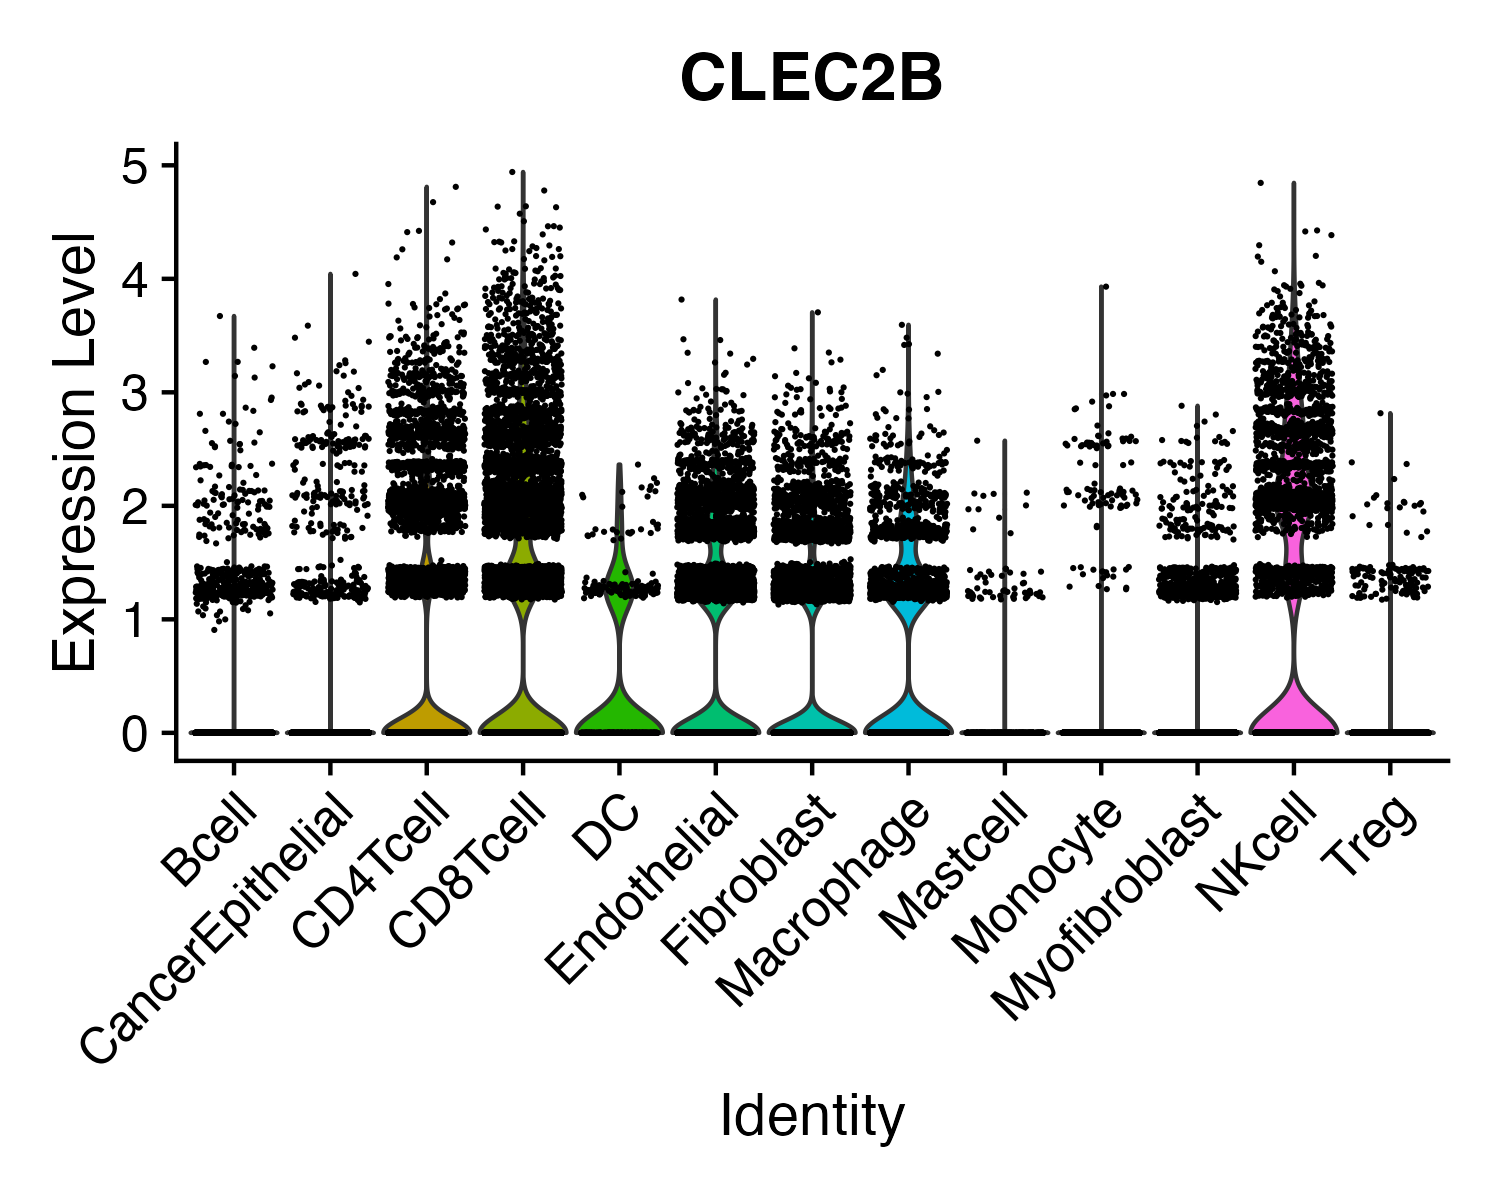 CLEC2B
Expression Level
5
4
3
2
1
0
Bcell
CancerEpithelial
CD4Tcell
CD8Tcell
DC
Endothelial
Fibroblast
Macrophage
Mastcell
Monocyte
Myofibroblast
NKcell
Treg
Identity